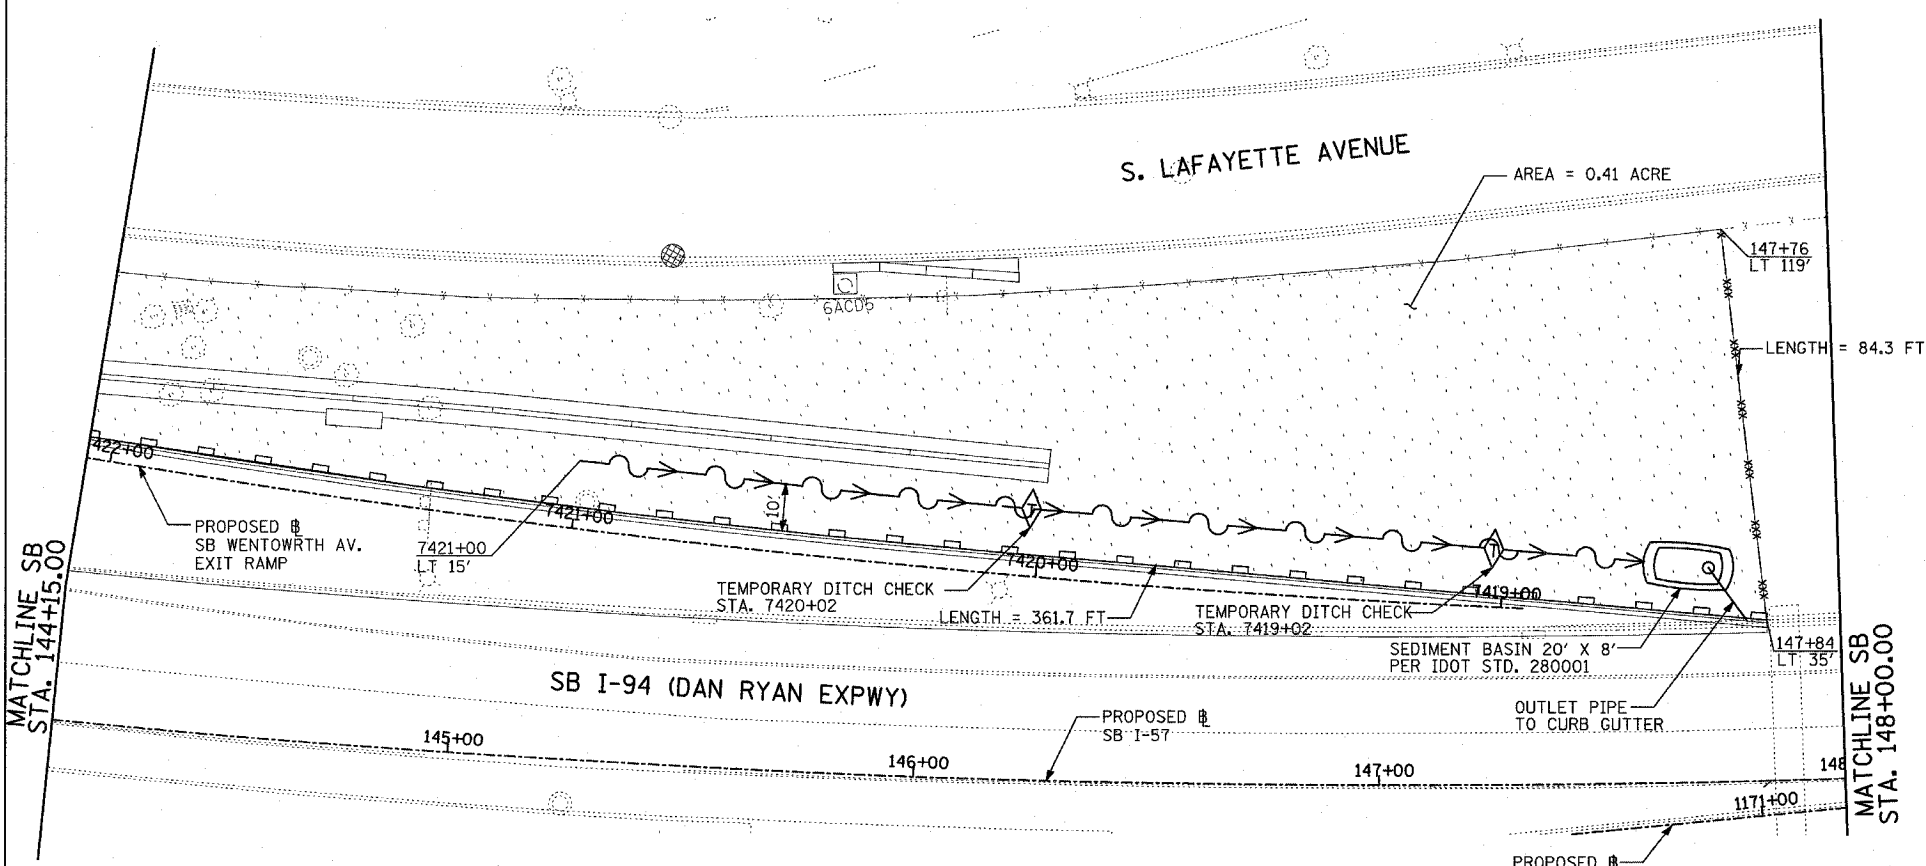 S. LAFAYETTE AVENUE
AREA = 0.41 ACRE
147+76
LT 119'
6ACD5
LENGTH = 84.3 FT
422+00
PROPOSED
SB WENTOWRTH AV.
EXIT RAMP
7421+00
LT 15'
7421+00
10'
T
TEMPORARY DITCH CHECK
STA. 7420+02
7420+00
LENGTH = 361.7 FT
T
TEMPORARY DITCH CHECK
STA. 7419+02
7419+00
SEDIMENT BASIN 20' X 8'
PER IDOT STD. 280001
147+84
LT 35'
OUTLET PIPE
TO CURB GUTTER
MATCHLINE SB
STA. 144+15.00
SB I-94 (DAN RYAN EXPWY)
PROPOSED
SB I-57
145+00
146+00
147+00
148
1171+00
MATCHLINE SB
STA. 148+00.00
PROPOSED